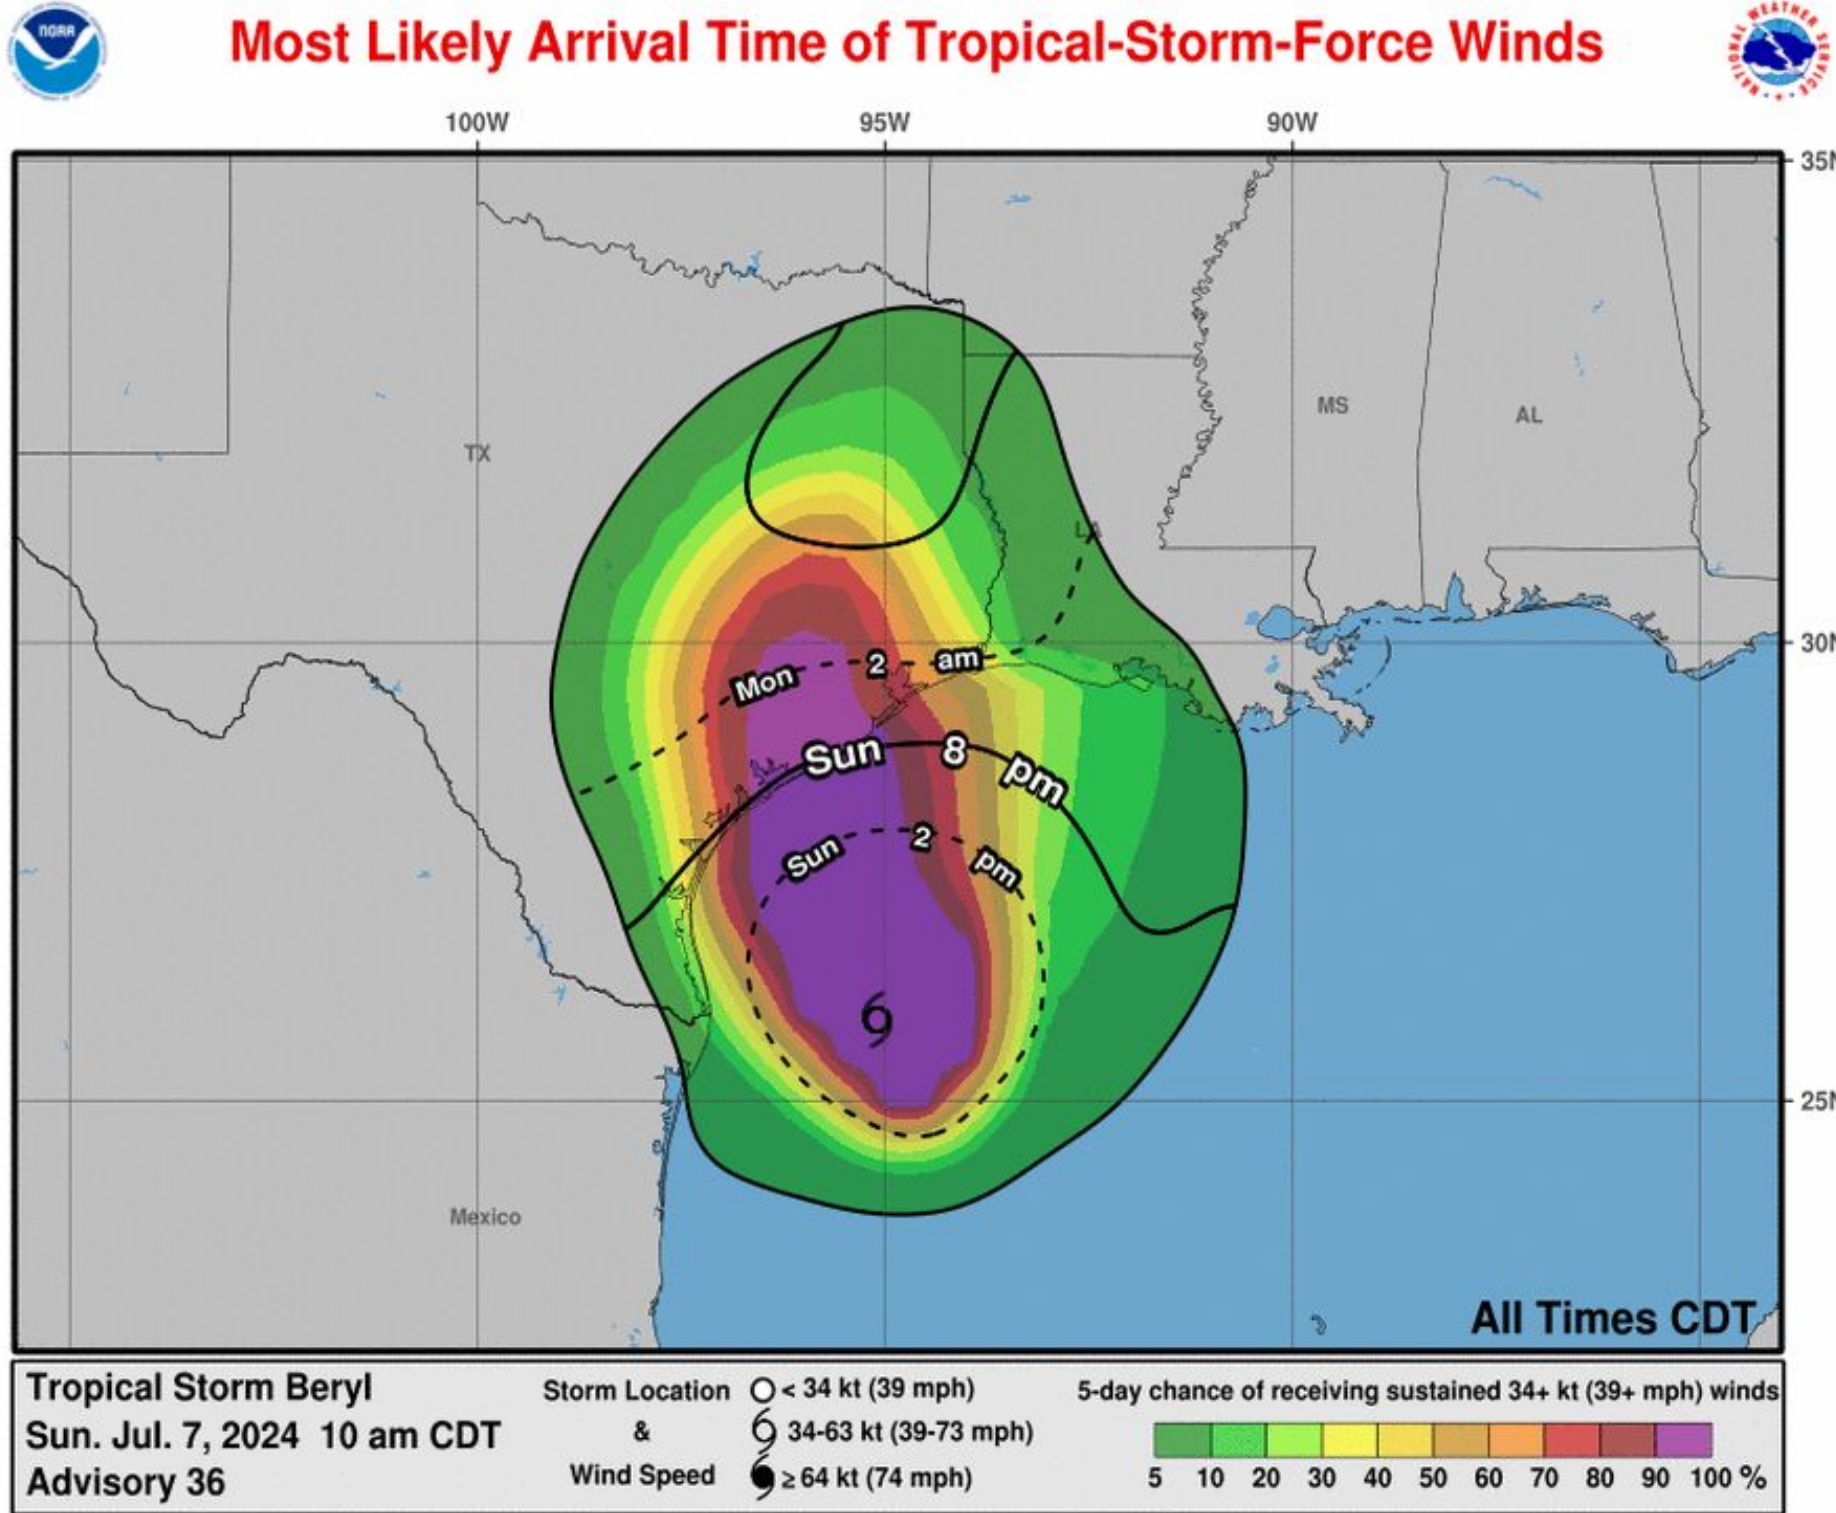 NOAA
Most Likely Arrival Time of Tropical-Storm-Force Winds
NATIONAL WEATHER SERVICE
100W 95W 90W
35N
MS
AL
TX
LA
30N
Mon 2 am
Sun 8 pm
Sun 2 pm
25N
Mexico
All Times CDT
Tropical Storm Beryl
Sun. Jul. 7, 2024 10 am CDT
Advisory 36
Storm Location
&
Wind Speed
< 34 kt (39 mph)
34-63 kt (39-73 mph)
≥ 64 kt (74 mph)
5-day chance of receiving sustained 34+ kt (39+ mph) winds
5 10 20 30 40 50 60 70 80 90 100 %